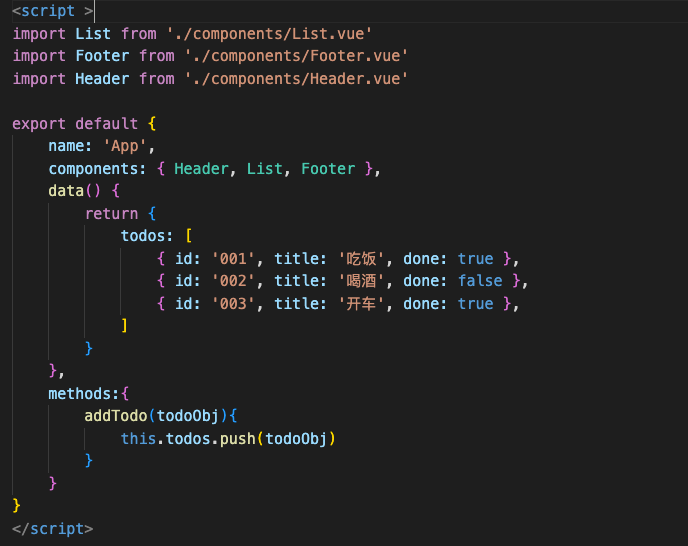 <script >
import List from './components/List.vue'
import Footer from './components/Footer.vue'
import Header from './components/Header.vue'

export default {
    name: 'App',
    components: { Header, List, Footer },
    data() {
        return {
            todos: [
                { id: '001', title: '吃饭', done: true },
                { id: '002', title: '喝酒', done: false },
                { id: '003', title: '开车', done: true },
            ]
        }
    },
    methods:{
        addTodo(todoObj){
            this.todos.push(todoObj)
        }
    }
}
</script>